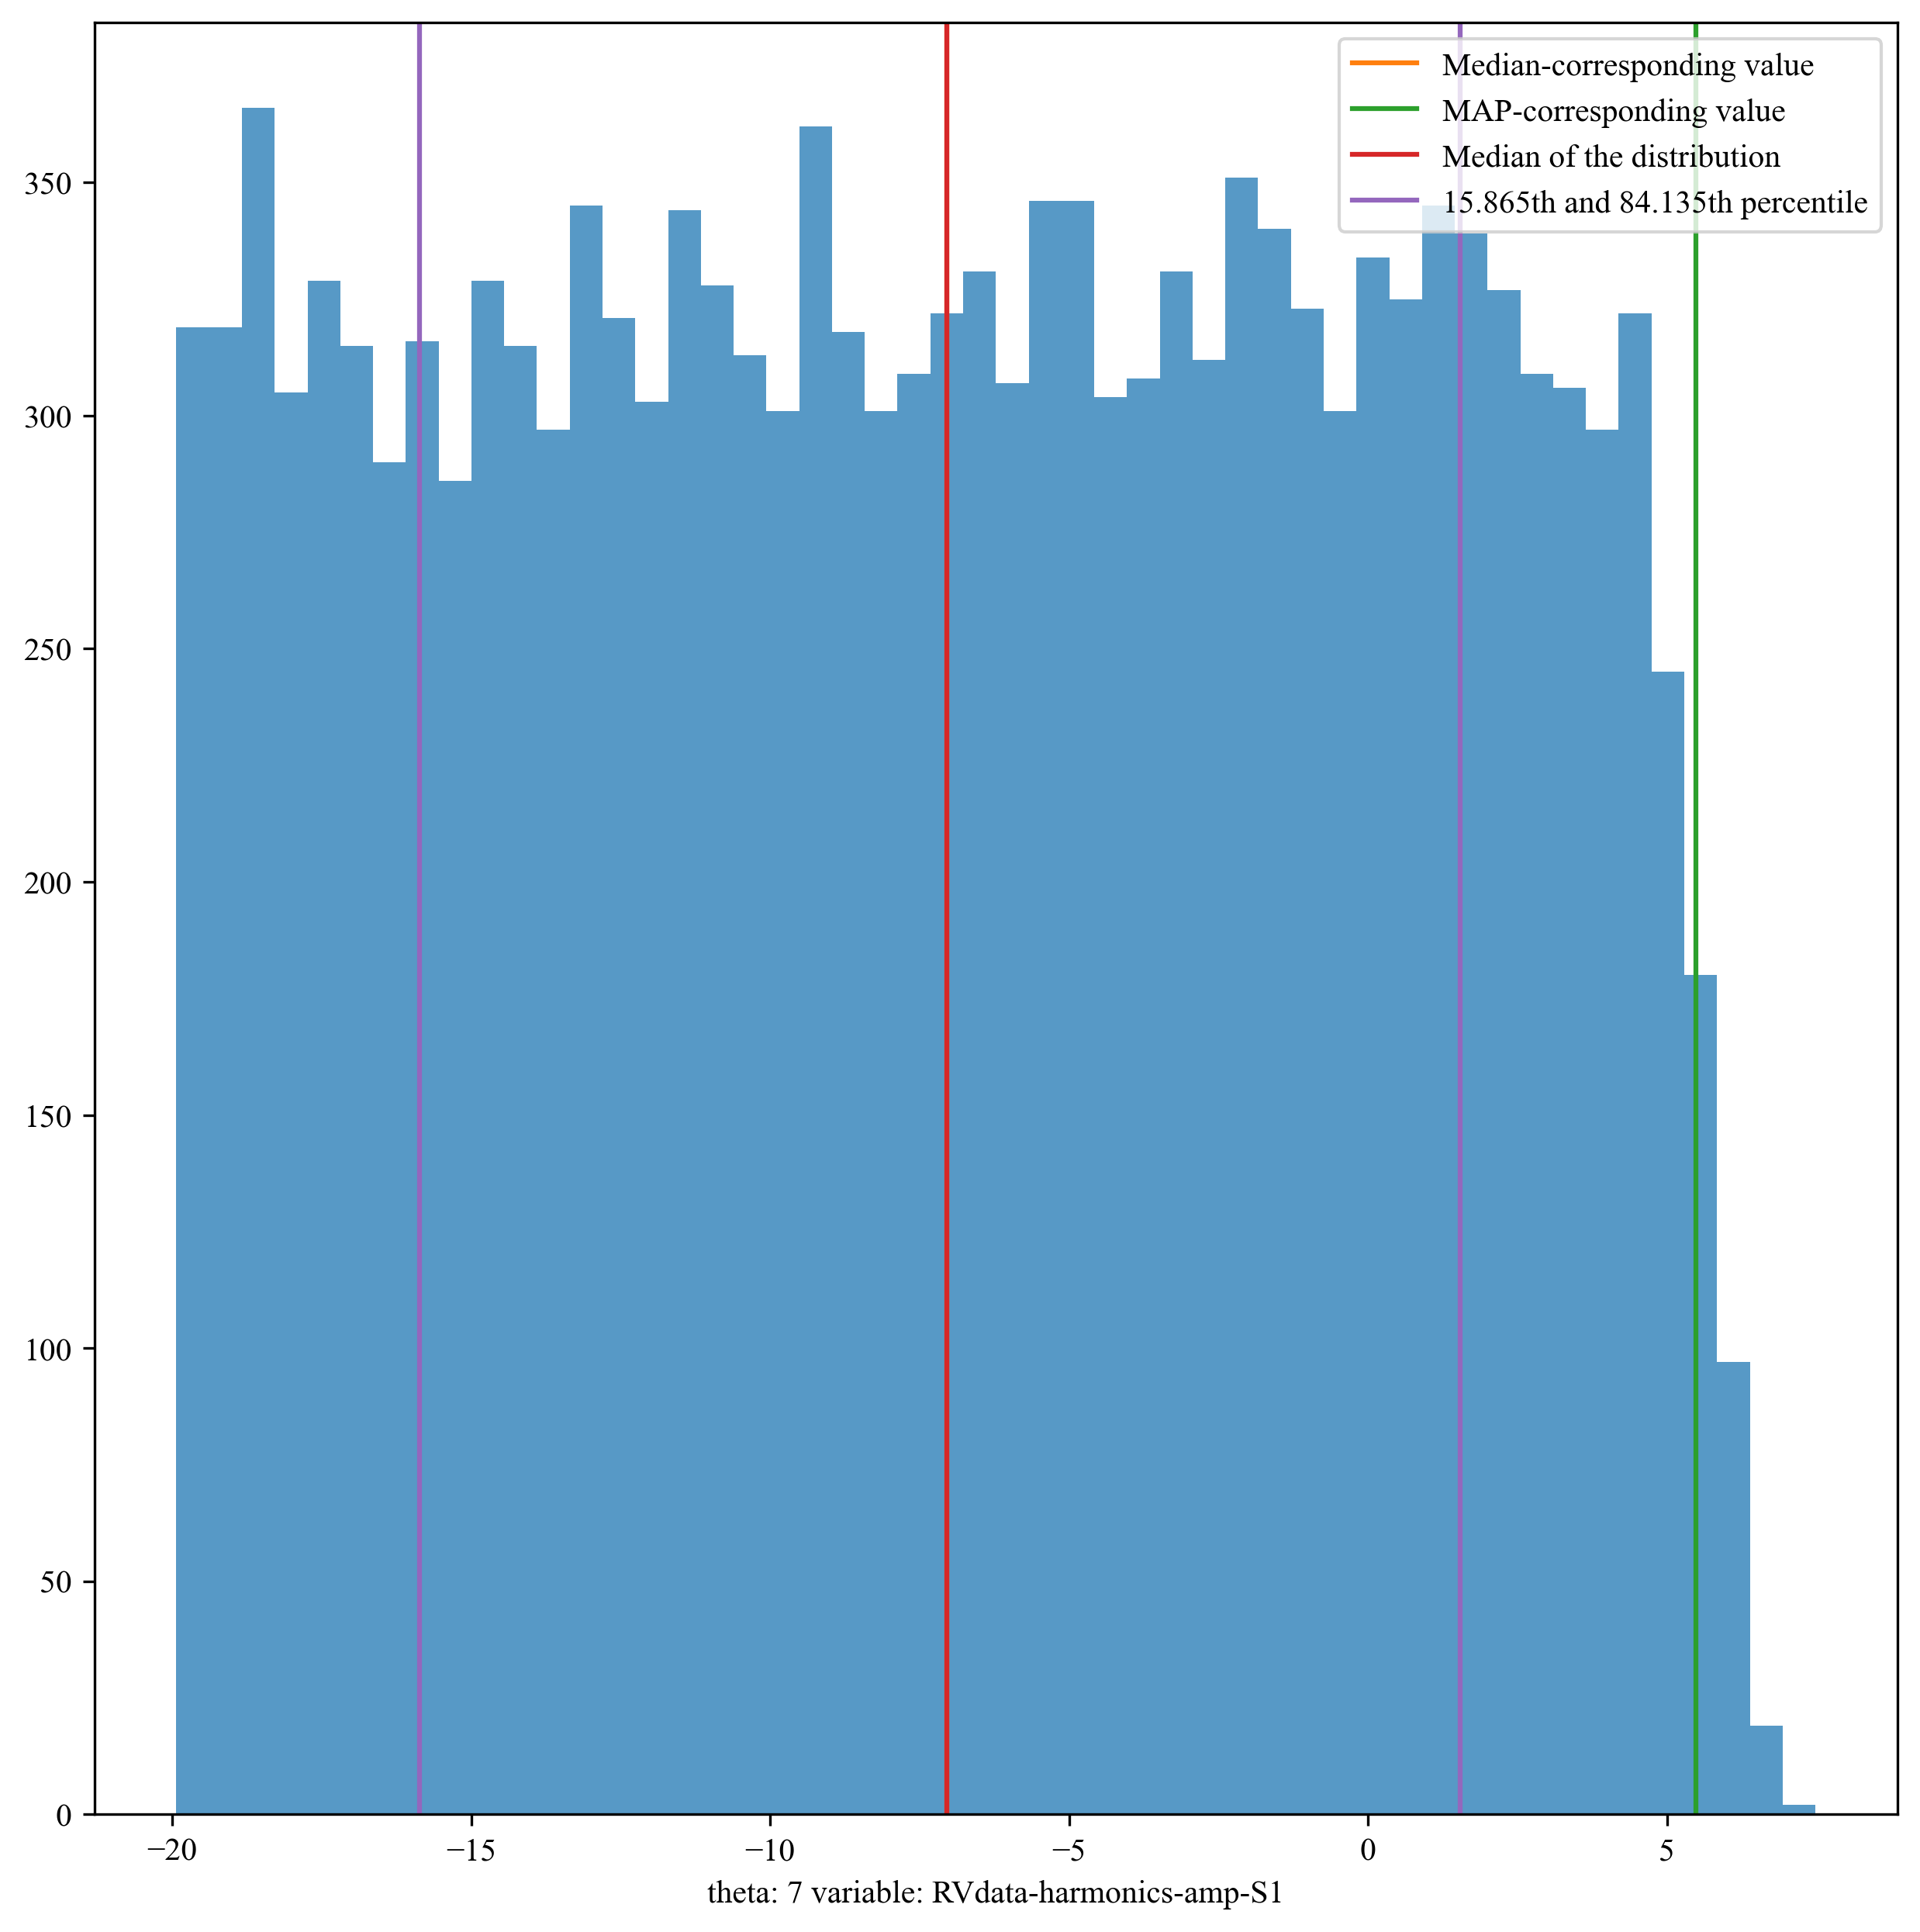 Median-corresponding value
MAP-corresponding value
Median of the distribution
15.865th and 84.135th percentile
350
300
250
200
150
100
50
0
−20 −15 −10 −5 0 5
theta: 7 variable: RVdata-harmonics-amp-S1